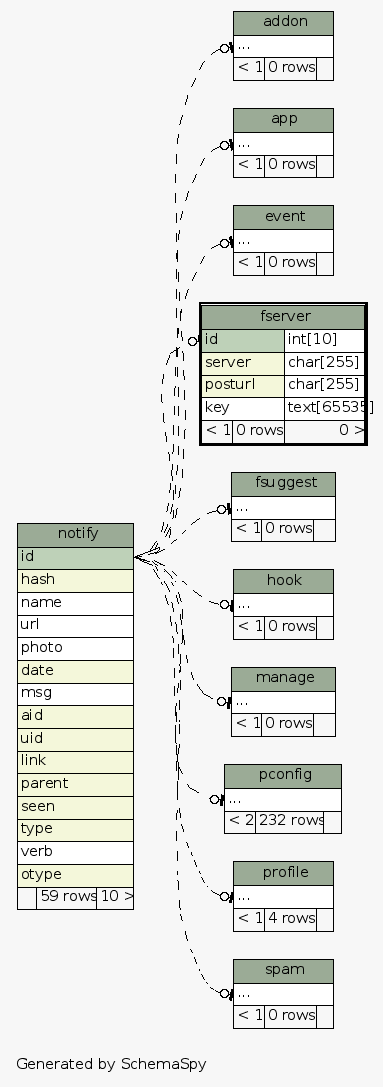 addon
...
< 1 0 rows
app
...
< 1 0 rows
event
...
< 1 0 rows
fserver
id int[10]
server char[255]
posturl char[255]
key text[65535]
< 1 0 rows 0 >
fsuggest
...
< 1 0 rows
notify
id
hash
name
url
photo
date
msg
aid
uid
link
parent
seen
type
verb
otype
59 rows 10 >
hook
...
< 1 0 rows
manage
...
< 1 0 rows
pconfig
...
< 2 232 rows
profile
...
< 1 4 rows
spam
...
< 1 0 rows
Generated by SchemaSpy